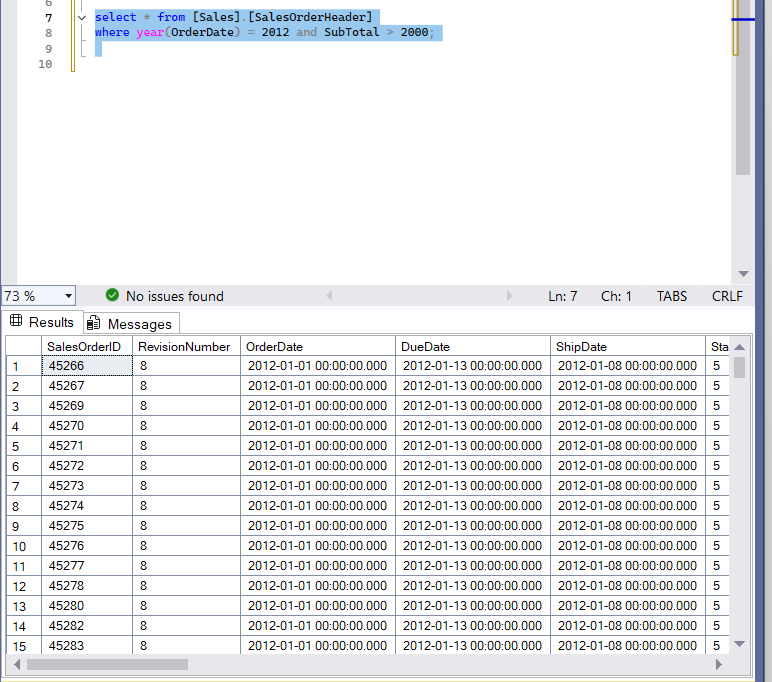 6
7 select * from [Sales].[SalesOrderHeader]
8 where year(OrderDate) = 2012 and SubTotal > 2000;
9
10
73 % No issues found Ln: 7 Ch: 1 TABS CRLF
Results Messages
SalesOrderID RevisionNumber OrderDate DueDate ShipDate Sta
1 45266 8 2012-01-01 00:00:00.000 2012-01-13 00:00:00.000 2012-01-08 00:00:00.000 5
2 45267 8 2012-01-01 00:00:00.000 2012-01-13 00:00:00.000 2012-01-08 00:00:00.000 5
3 45269 8 2012-01-01 00:00:00.000 2012-01-13 00:00:00.000 2012-01-08 00:00:00.000 5
4 45270 8 2012-01-01 00:00:00.000 2012-01-13 00:00:00.000 2012-01-08 00:00:00.000 5
5 45271 8 2012-01-01 00:00:00.000 2012-01-13 00:00:00.000 2012-01-08 00:00:00.000 5
6 45272 8 2012-01-01 00:00:00.000 2012-01-13 00:00:00.000 2012-01-08 00:00:00.000 5
7 45273 8 2012-01-01 00:00:00.000 2012-01-13 00:00:00.000 2012-01-08 00:00:00.000 5
8 45274 8 2012-01-01 00:00:00.000 2012-01-13 00:00:00.000 2012-01-08 00:00:00.000 5
9 45275 8 2012-01-01 00:00:00.000 2012-01-13 00:00:00.000 2012-01-08 00:00:00.000 5
10 45276 8 2012-01-01 00:00:00.000 2012-01-13 00:00:00.000 2012-01-08 00:00:00.000 5
11 45277 8 2012-01-01 00:00:00.000 2012-01-13 00:00:00.000 2012-01-08 00:00:00.000 5
12 45278 8 2012-01-01 00:00:00.000 2012-01-13 00:00:00.000 2012-01-08 00:00:00.000 5
13 45280 8 2012-01-01 00:00:00.000 2012-01-13 00:00:00.000 2012-01-08 00:00:00.000 5
14 45282 8 2012-01-01 00:00:00.000 2012-01-13 00:00:00.000 2012-01-08 00:00:00.000 5
15 45283 8 2012-01-01 00:00:00.000 2012-01-13 00:00:00.000 2012-01-08 00:00:00.000 5